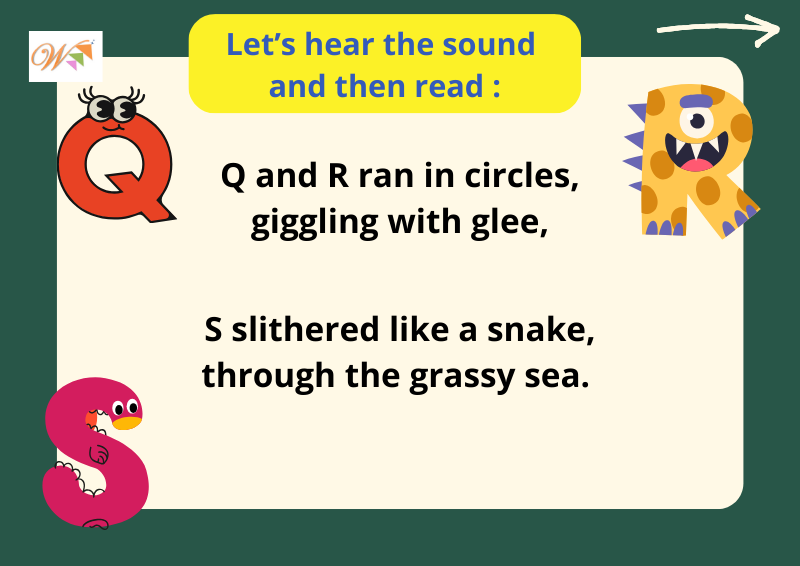 W
Let's hear the sound
and then read :
Q
R
Q and R ran in circles,
giggling with glee,
S slithered like a snake,
through the grassy sea.
S